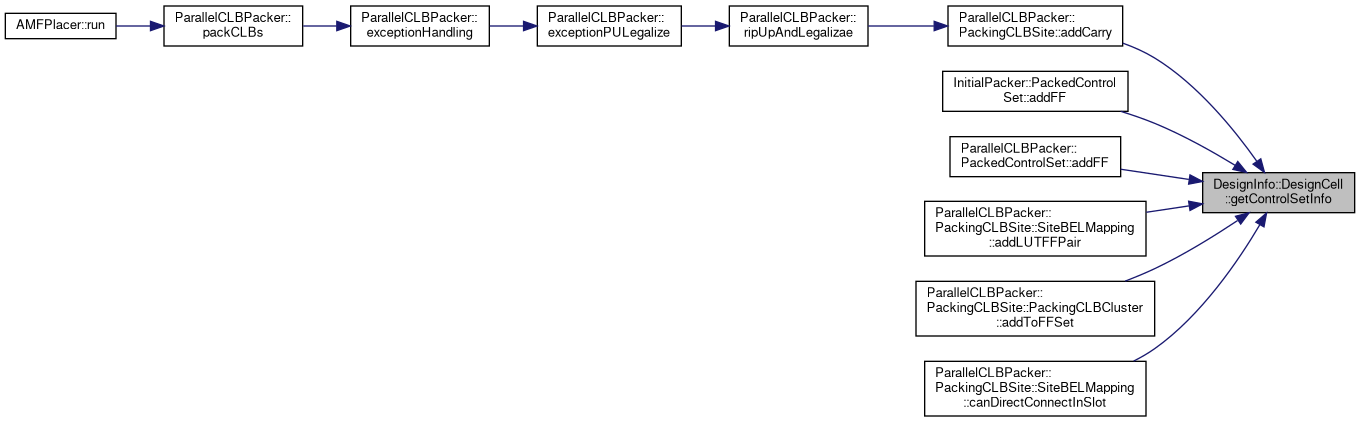 AMFPlacer::run
ParallelCLBPacker::
packCLBs
ParallelCLBPacker::
exceptionHandling
ParallelCLBPacker::
exceptionPULegalize
ParallelCLBPacker::
ripUpAndLegalizae
ParallelCLBPacker::
PackingCLBSite::addCarry
InitialPacker::PackedControl
Set::addFF
ParallelCLBPacker::
PackedControlSet::addFF
ParallelCLBPacker::
PackingCLBSite::SiteBELMapping
::addLUTFFPair
ParallelCLBPacker::
PackingCLBSite::PackingCLBCluster
::addToFFSet
ParallelCLBPacker::
PackingCLBSite::SiteBELMapping
::canDirectConnectInSlot
DesignInfo::DesignCell
::getControlSetInfo